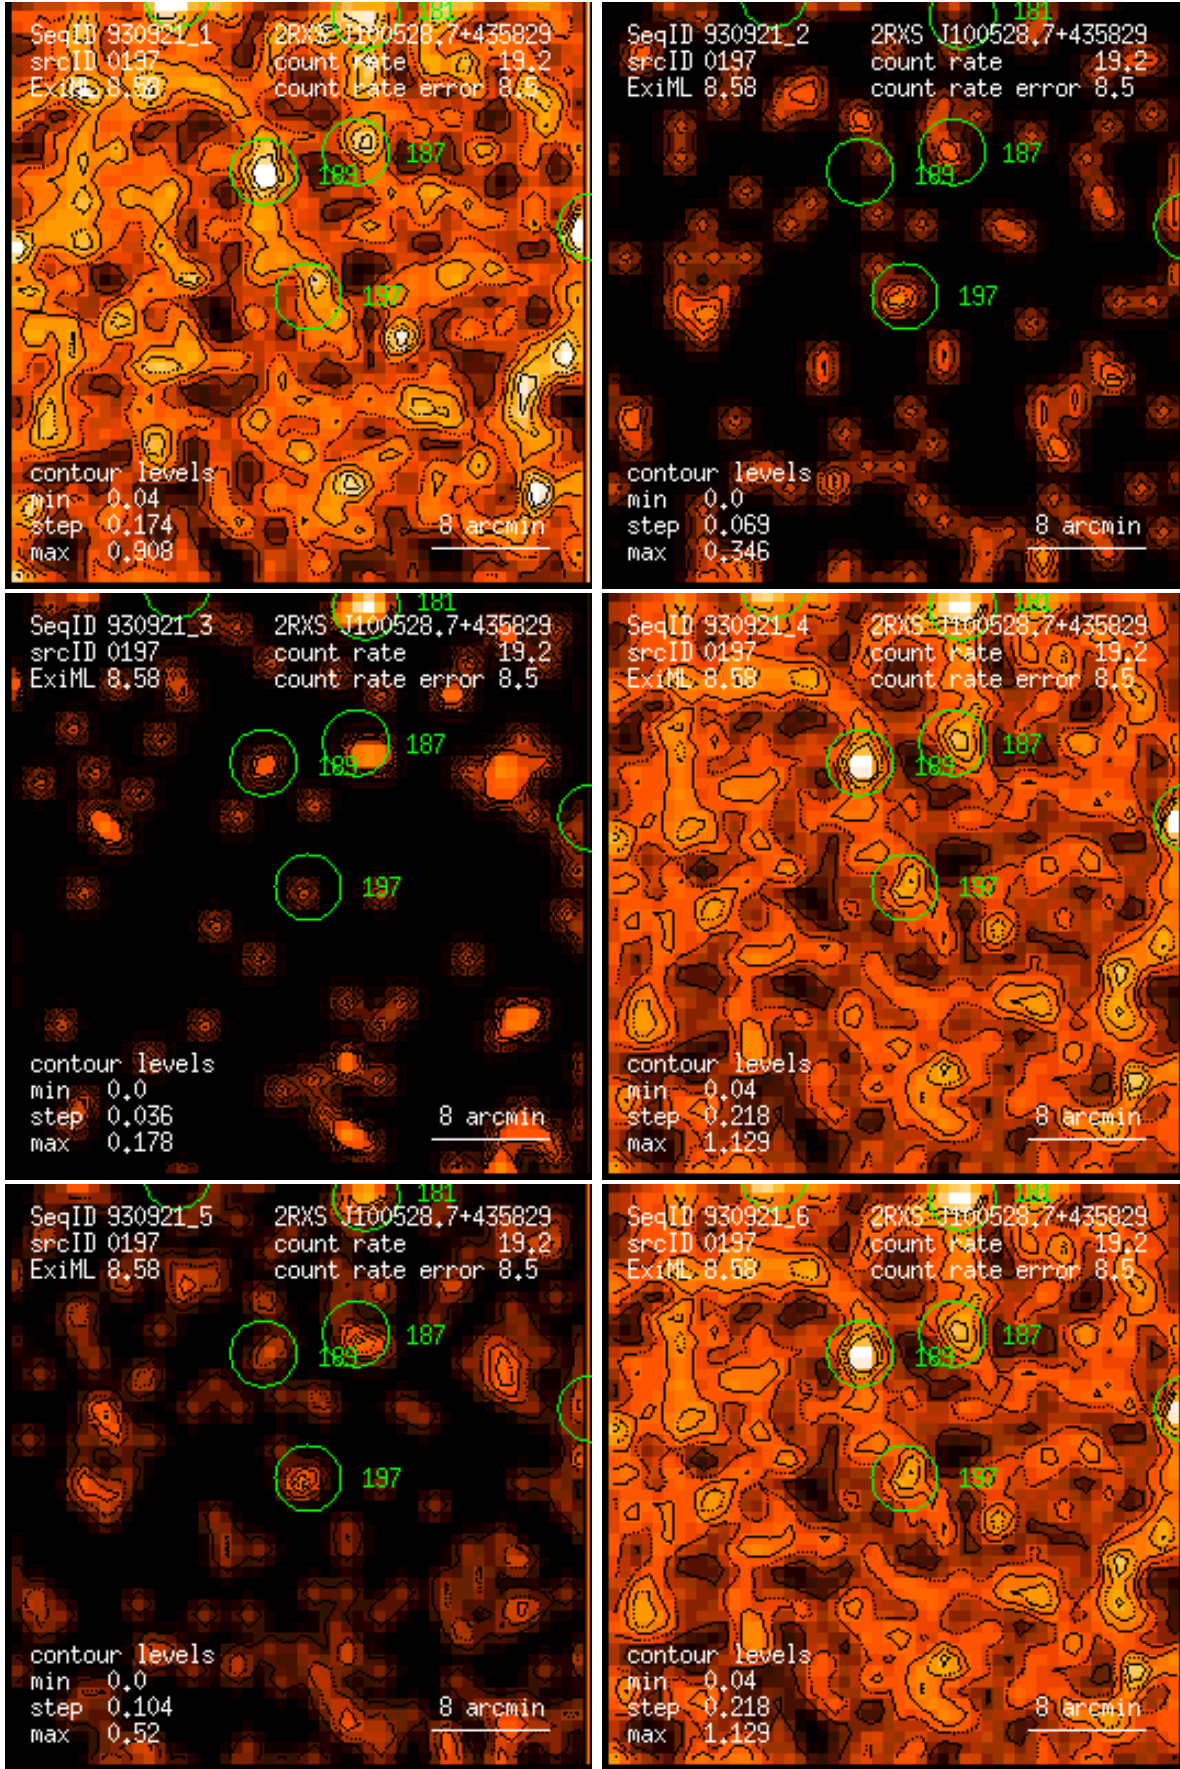 181
SeqID 930921_1 2RXS J100528.7+435829
srcID 0197 count rate 19.2
ExiML 8.58 count rate error 8.5
187
189
197
contour levels
min 0.04
step 0.174 8 arcmin
max 0.908
181
SeqID 930921_2 2RXS J100528.7+435829
srcID 0197 count rate 19.2
ExiML 8.58 count rate error 8.5
187
189
197
contour levels
min 0.0
step 0.069 8 arcmin
max 0.346
181
SeqID 930921_3 2RXS J100528.7+435829
srcID 0197 count rate 19.2
ExiML 8.58 count rate error 8.5
187
189
197
contour levels
min 0.0
step 0.036 8 arcmin
max 0.178
181
SeqID 930921_4 2RXS J100528.7+435829
srcID 0197 count rate 19.2
ExiML 8.58 count rate error 8.5
187
189
197
contour levels
min 0.04
step 0.218 8 arcmin
max 1.129
181
SeqID 930921_5 2RXS J100528.7+435829
srcID 0197 count rate 19.2
ExiML 8.58 count rate error 8.5
187
189
197
contour levels
min 0.0
step 0.104 8 arcmin
max 0.52
181
SeqID 930921_6 2RXS J100528.7+435829
srcID 0197 count rate 19.2
ExiML 8.58 count rate error 8.5
187
189
197
contour levels
min 0.04
step 0.218 8 arcmin
max 1.129